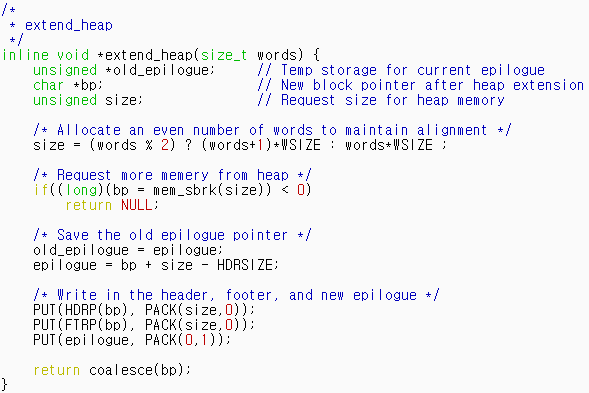 /*
 * extend_heap
 */
inline void *extend_heap(size_t words) {
    unsigned *old_epilogue;     // Temp storage for current epilogue
    char *bp;                   // New block pointer after heap extension
    unsigned size;              // Request size for heap memory

    /* Allocate an even number of words to maintain alignment */
    size = (words % 2) ? (words+1)*WSIZE : words*WSIZE ;

    /* Request more memery from heap */
    if((long)(bp = mem_sbrk(size)) < 0)
        return NULL;

    /* Save the old epilogue pointer */
    old_epilogue = epilogue;
    epilogue = bp + size - HDRSIZE;

    /* Write in the header, footer, and new epilogue */
    PUT(HDRP(bp), PACK(size,0));
    PUT(FTRP(bp), PACK(size,0));
    PUT(epilogue, PACK(0,1));

    return coalesce(bp);
}